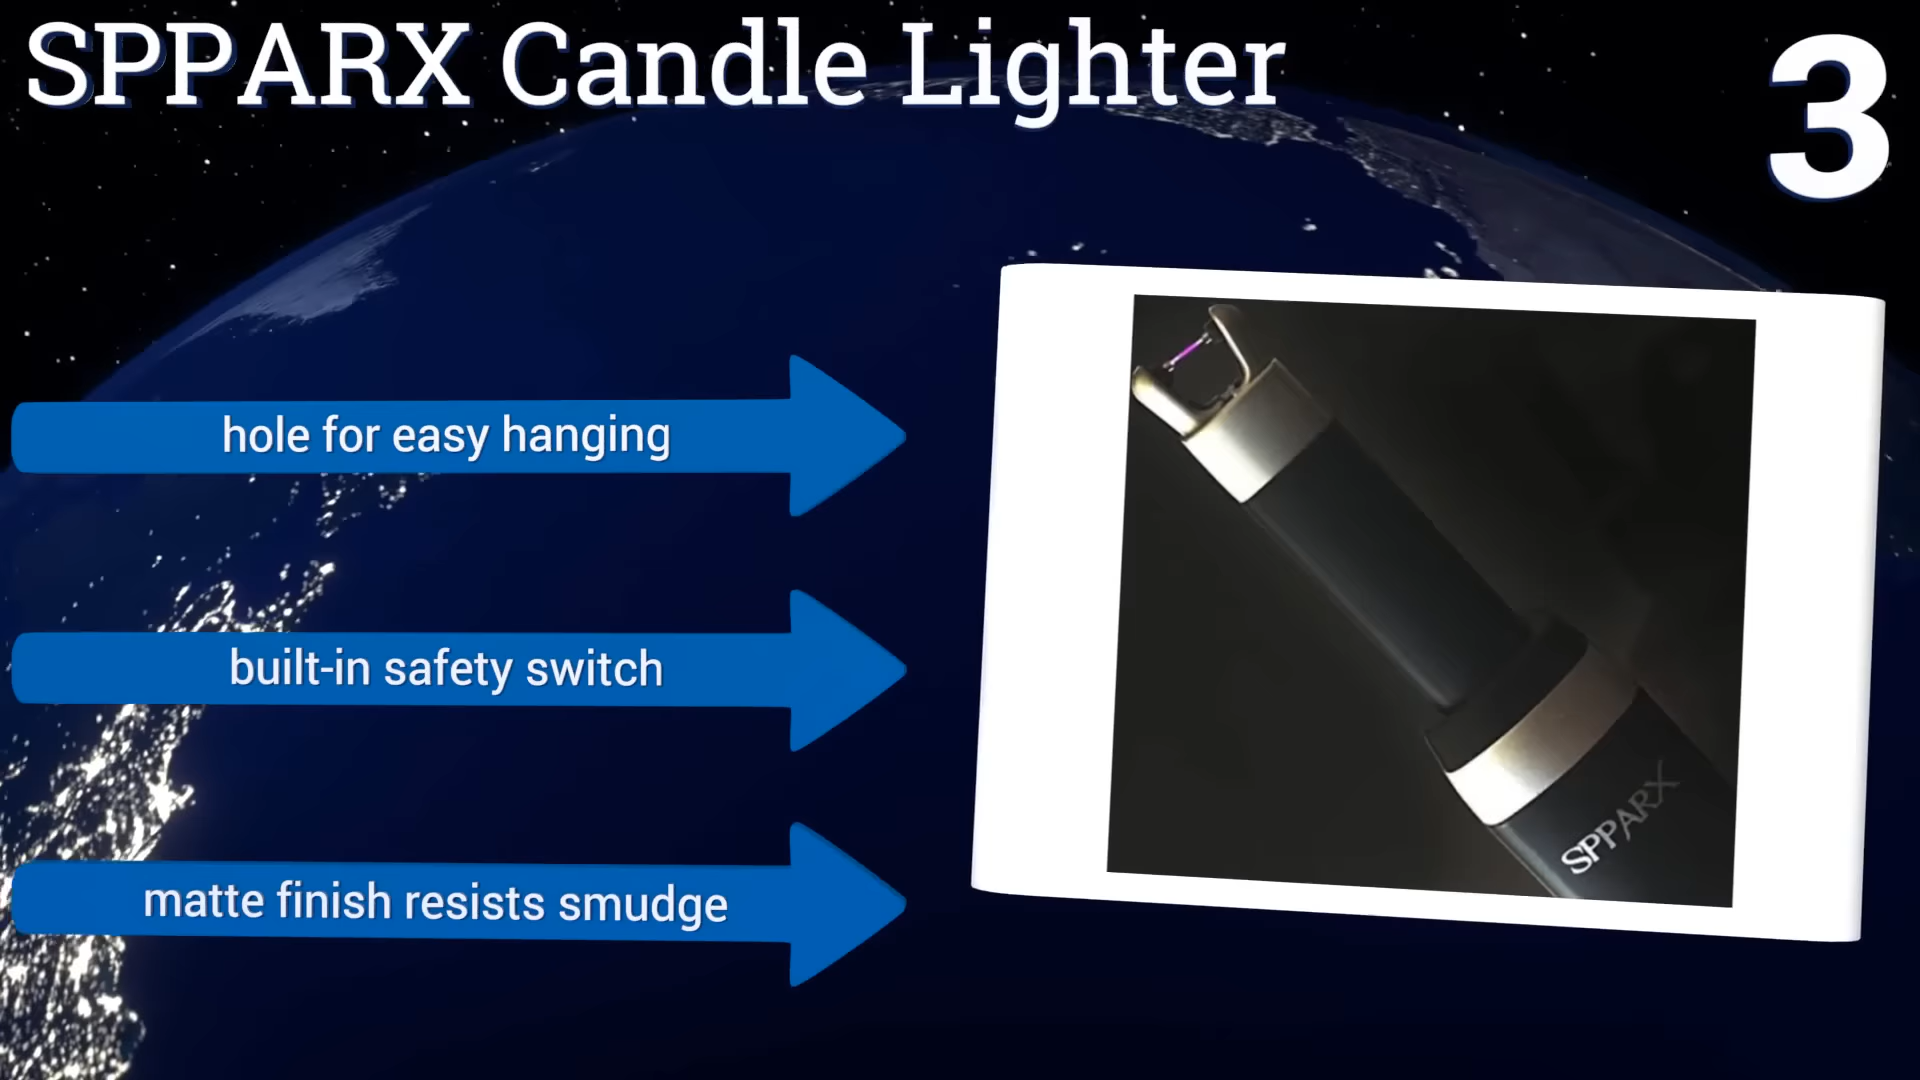 SPPARX Candle Lighter
3
hole for easy hanging
built-in safety switch
matte finish resists smudge
SPPARX